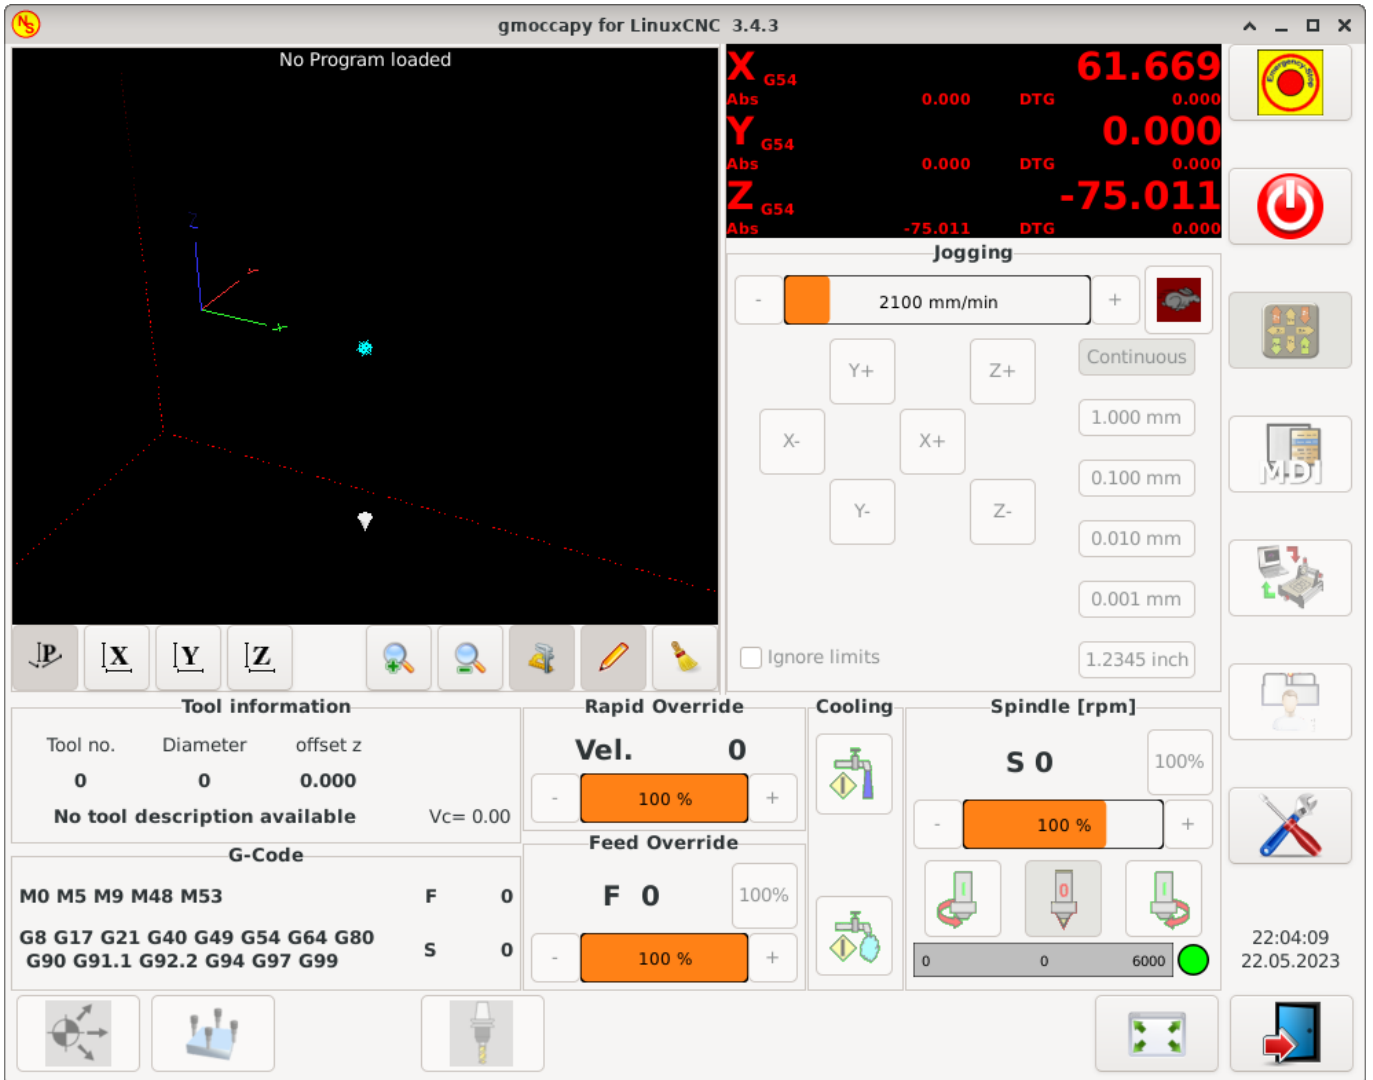 NS
gmoccapy for LinuxCNC 3.4.3
No Program loaded
X G54 61.669
Abs 0.000 DTG 0.000
Y G54 0.000
Abs 0.000 DTG 0.000
Z G54 -75.011
Abs -75.011 DTG 0.000
Emergency-Stop
Z
Jogging
- 2100 mm/min +
Y+ Z+ Continuous
1.000 mm
X- X+
0.100 mm
MDI
Y- Z-
0.010 mm
0.001 mm
Ignore limits 1.2345 inch
P X Y Z
Tool information
Tool no. Diameter offset z
0 0 0.000
No tool description available Vc= 0.00
Rapid Override
Vel. 0
- 100 % +
Cooling
Spindle [rpm]
S 0 100%
- 100 % +
G-Code
M0 M5 M9 M48 M53 F 0
G8 G17 G21 G40 G49 G54 G64 G80 S 0
G90 G91.1 G92.2 G94 G97 G99
Feed Override
F 0 100%
- 100 % +
I 0 I
0 0 6000
22:04:09
22.05.2023